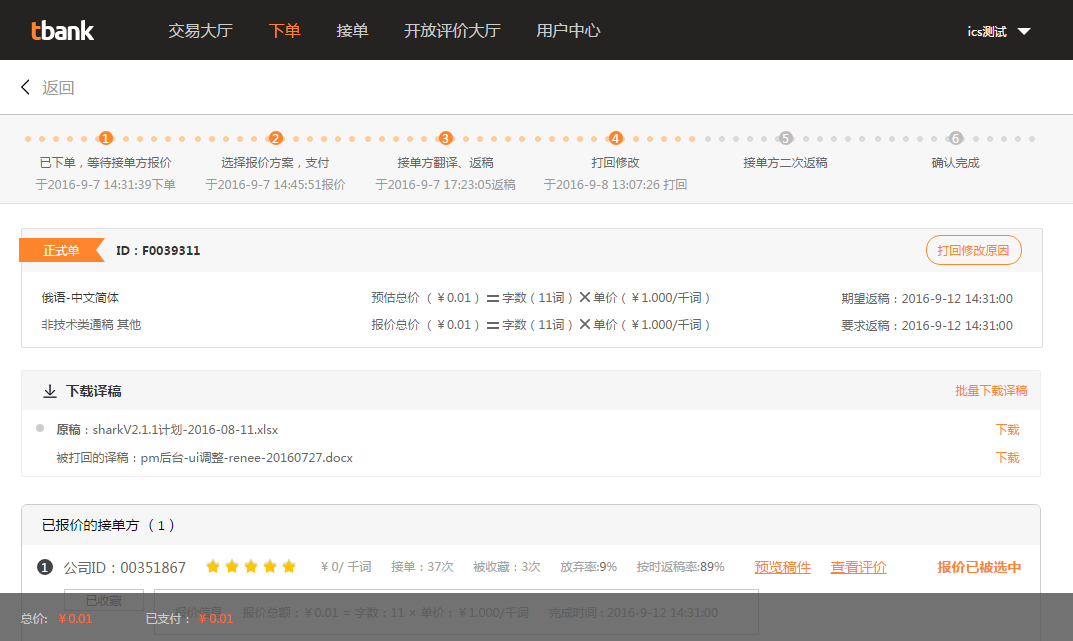 tbank 交易大厅 下单 接单 开放评价大厅 用户中心 ics测试
返回
1 2 3 4 5 6
已下单，等待接单方报价 选择报价方案，支付 接单方翻译、返稿 打回修改 接单方二次返稿 确认完成
于2016-9-7 14:31:39下单 于2016-9-7 14:45:51报价 于2016-9-7 17:23:05返稿 于2016-9-8 13:07:26 打回
正式单 ID：F0039311 打回修改原因
俄语-中文简体 预估总价（￥0.01）＝字数（11词）✕单价（￥1.000/千词） 期望返稿：2016-9-12 14:31:00
非技术类通稿 其他 报价总价（￥0.01）＝字数（11词）✕单价（￥1.000/千词） 要求返稿：2016-9-12 14:31:00
下载译稿 批量下载译稿
原稿：sharkV2.1.1计划-2016-08-11.xlsx 下载
被打回的译稿：pm后台-ui调整-renee-20160727.docx 下载
已报价的接单方（1）
1 公司ID：00351867 ￥0/ 千词 接单：37次 被收藏：3次 放弃率:9% 按时返稿率:89% 预览稿件 查看评价 报价已被选中
已收藏 报价信息 报价总额：￥0.01 = 字数：11 × 单价：￥1.000/千词 完成时间：2016-9-12 14:31:00
总价: ￥0.01 已支付：￥0.01